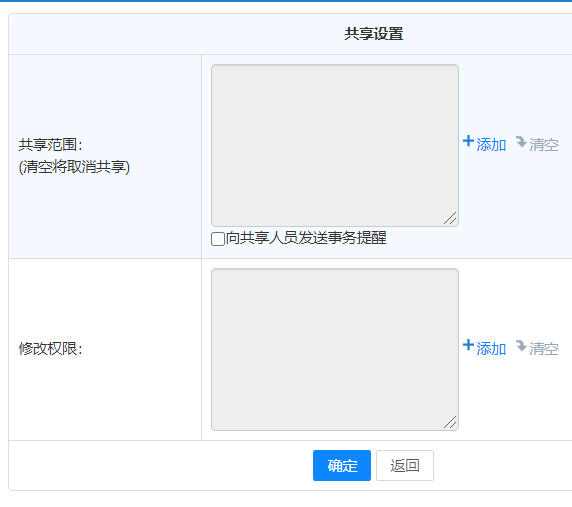 共享设置
共享范围:
(清空将取消共享)
添加 清空
向共享人员发送事务提醒
修改权限:
添加 清空
确定 返回